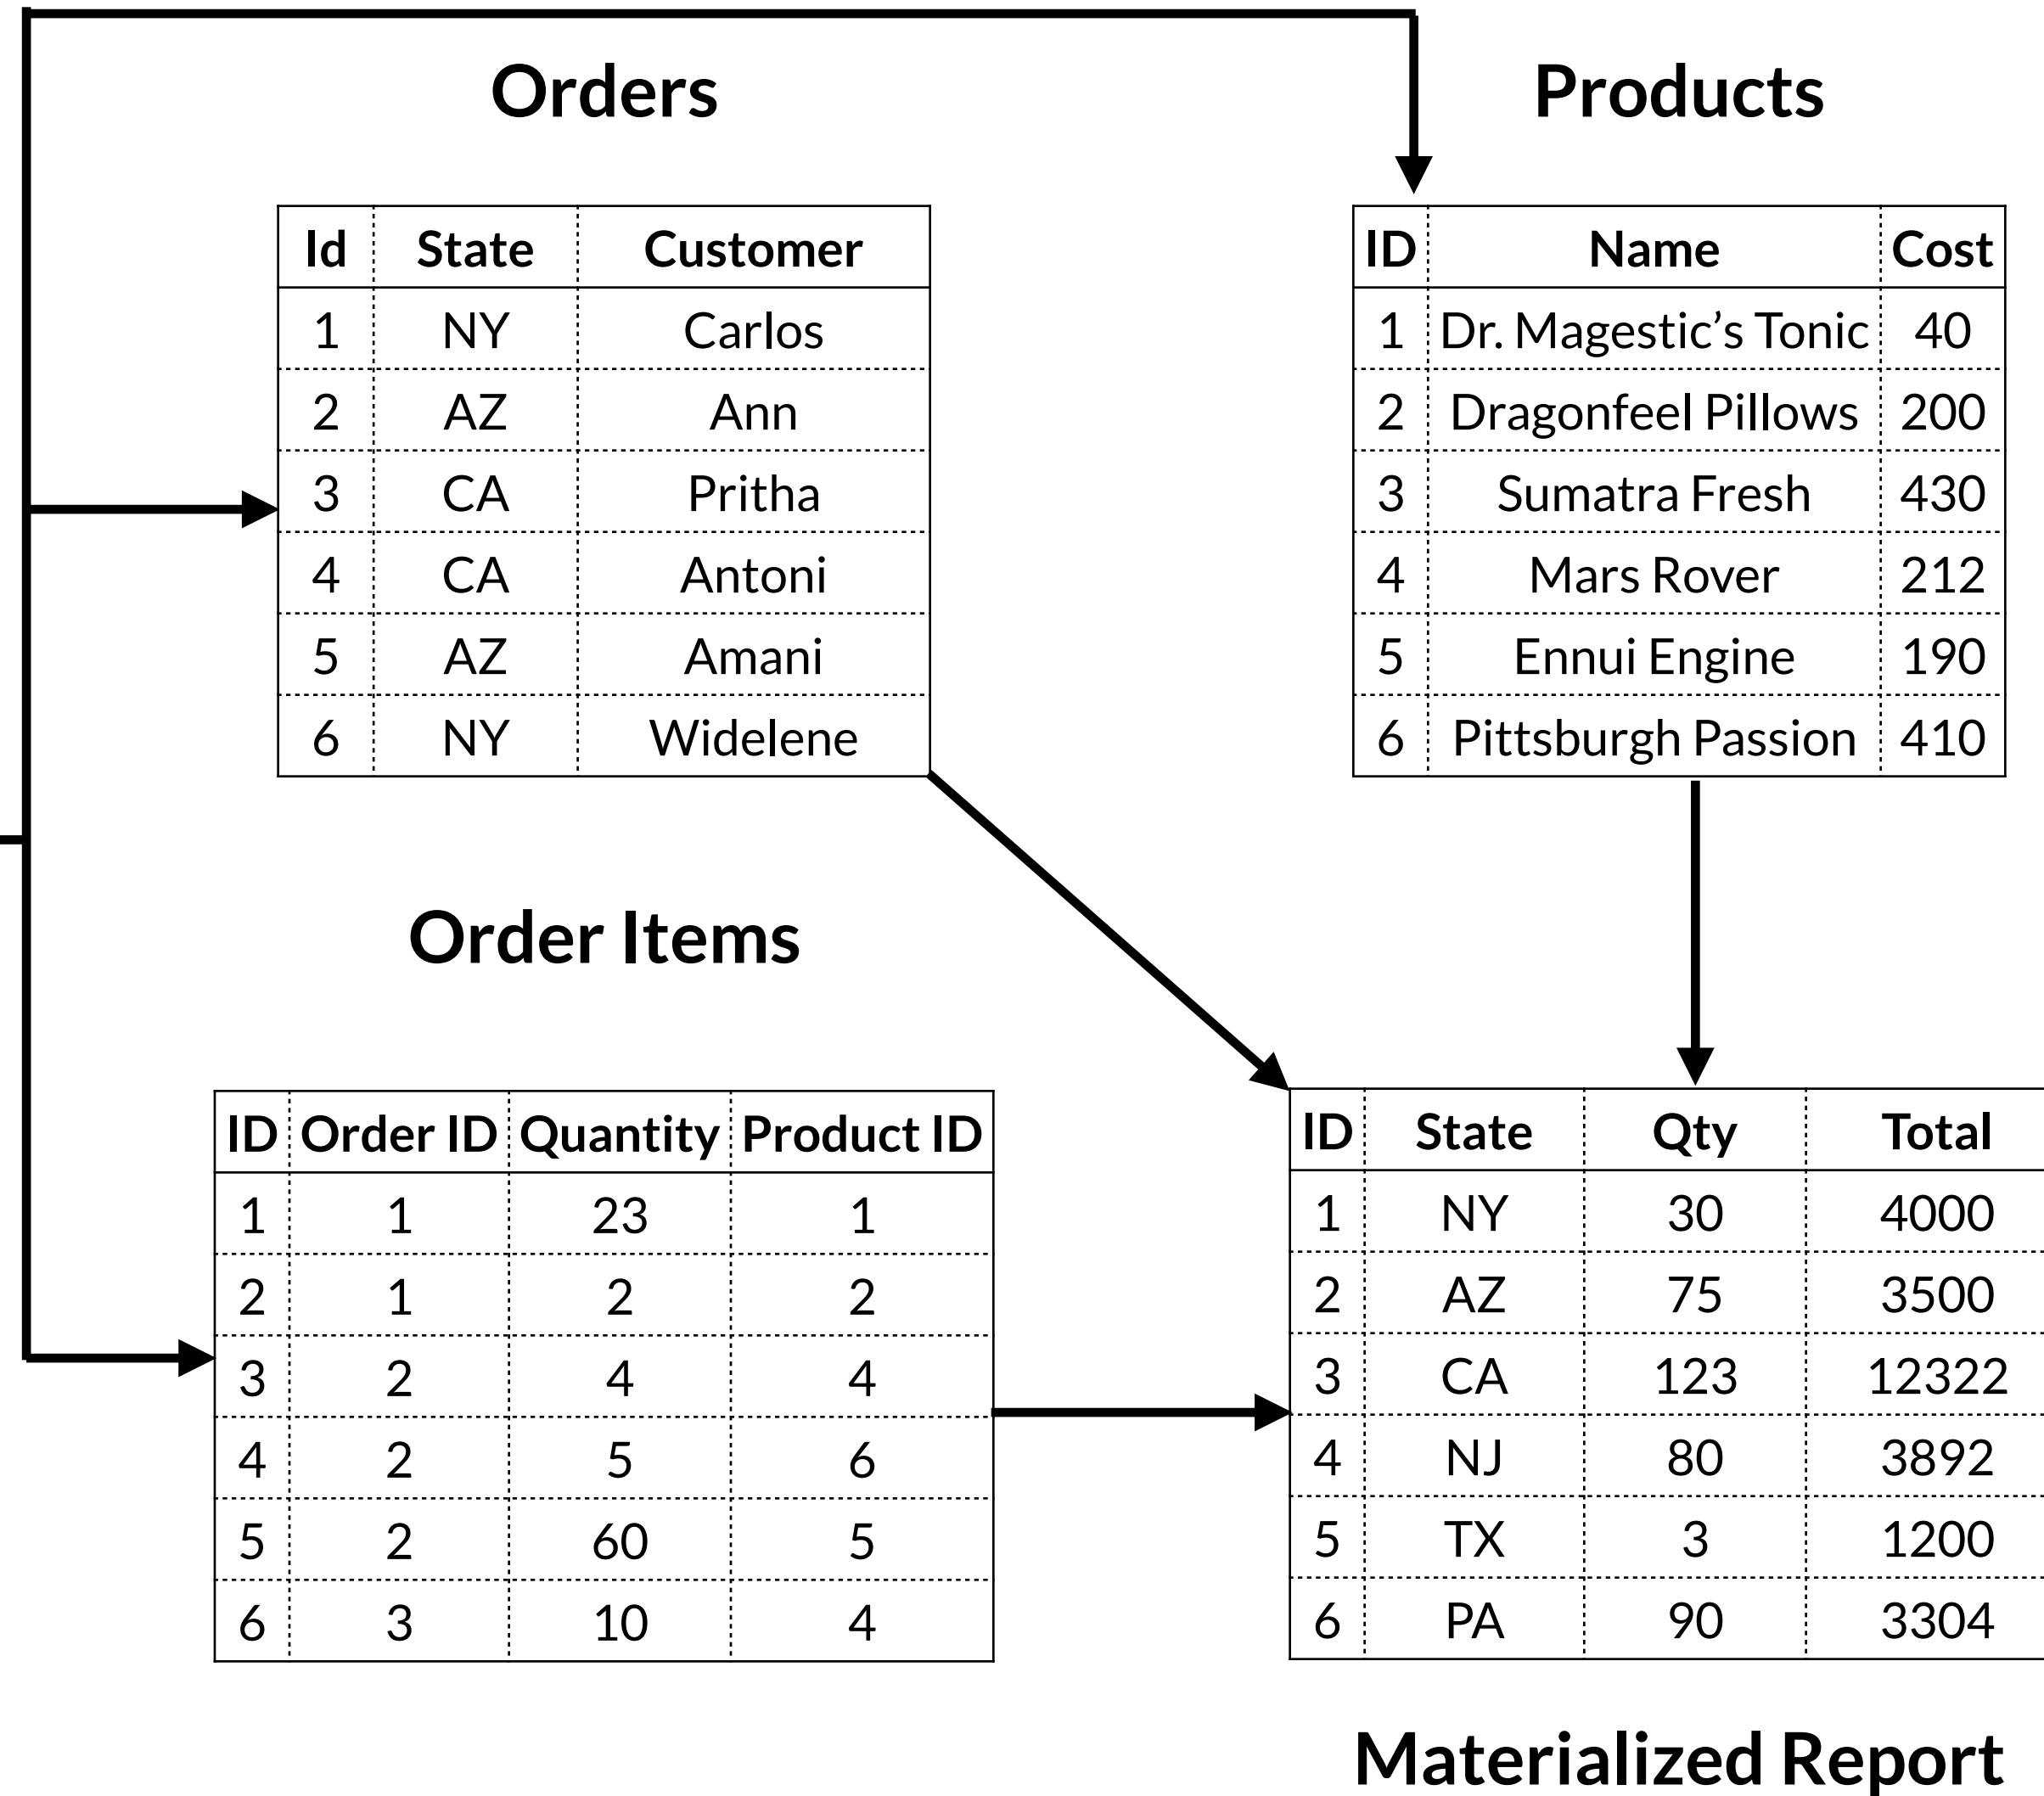 Orders
Id State Customer
1 NY Carlos
2 AZ Ann
3 CA Pritha
4 CA Antoni
5 AZ Amani
6 NY Widelene
Products
ID Name Cost
1 Dr. Magestic’s Tonic 40
2 Dragonfeel Pillows 200
3 Sumatra Fresh 430
4 Mars Rover 212
5 Ennui Engine 190
6 Pittsburgh Passion 410
Order Items
ID Order ID Quantity Product ID
1 1 23 1
2 1 2 2
3 2 4 4
4 2 5 6
5 2 60 5
6 3 10 4
ID State Qty Total
1 NY 30 4000
2 AZ 75 3500
3 CA 123 12322
4 NJ 80 3892
5 TX 3 1200
6 PA 90 3304
Materialized Report